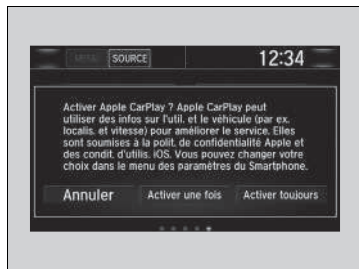 MENU SOURCE 12:34
Activer Apple CarPlay ? Apple CarPlay peut
utiliser des infos sur l'util. et le véhicule (par ex.
localis. et vitesse) pour améliorer le service. Elles
sont soumises à la polit. de confidentialité Apple et
des condit. d'utilis. iOS. Vous pouvez changer votre
choix dans le menu des paramètres du Smartphone.
Annuler Activer une fois Activer toujours